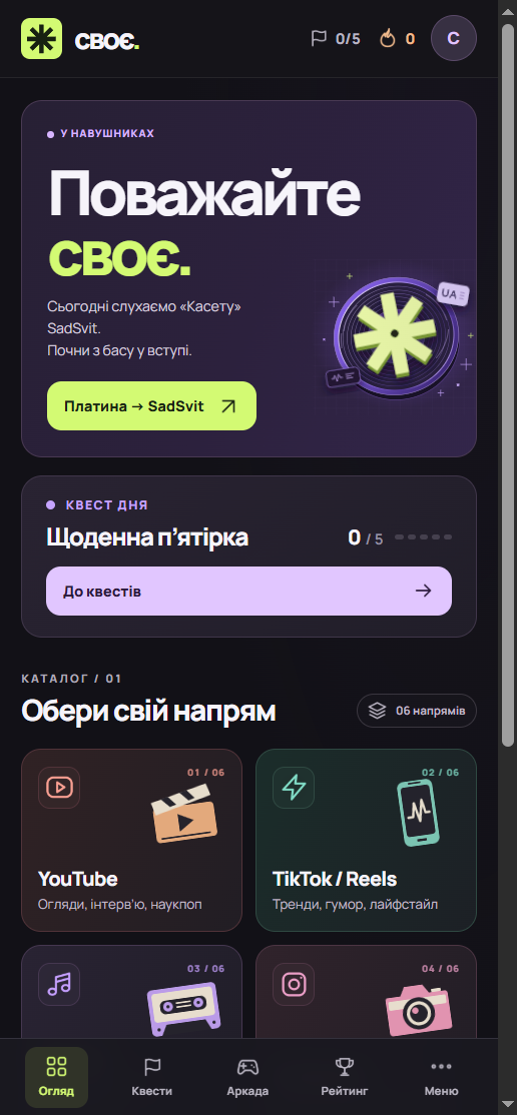 СВОЄ.
0/5
0
С
У НАВУШНИКАХ
Поважайте
СВОЄ.
Сьогодні слухаємо «Касету»
SadSvit.
Почни з басу у вступі.
UA
Платина → SadSvit
КВЕСТ ДНЯ
Щоденна п’ятірка
0 / 5
До квестів
КАТАЛОГ / 01
Обери свій напрям
06 напрямів
01 / 06
YouTube
Огляди, інтерв'ю, наукпоп
02 / 06
TikTok / Reels
Тренди, гумор, лайфстайл
03 / 06
04 / 06
Огляд
Квести
Аркада
Рейтинг
Меню